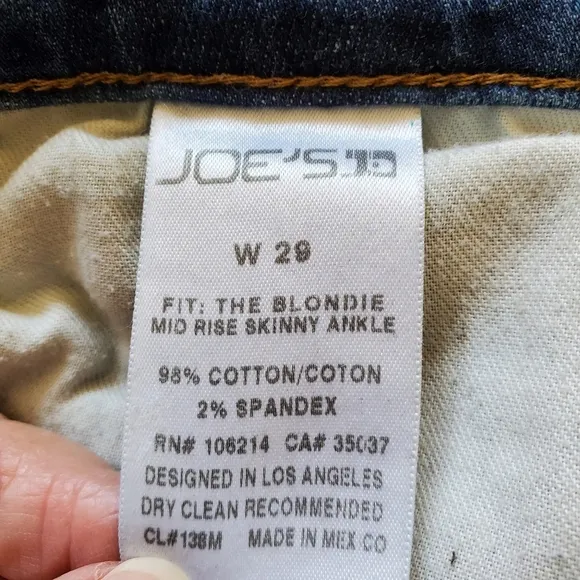 JOE'S
W 29
FIT: THE BLONDIE
MID RISE SKINNY ANKLE
98% COTTON/COTON
2% SPANDEX
RN# 106214 CA# 35037
DESIGNED IN LOS ANGELES
DRY CLEAN RECOMMENDED
CL#138M MADE IN MEXICO